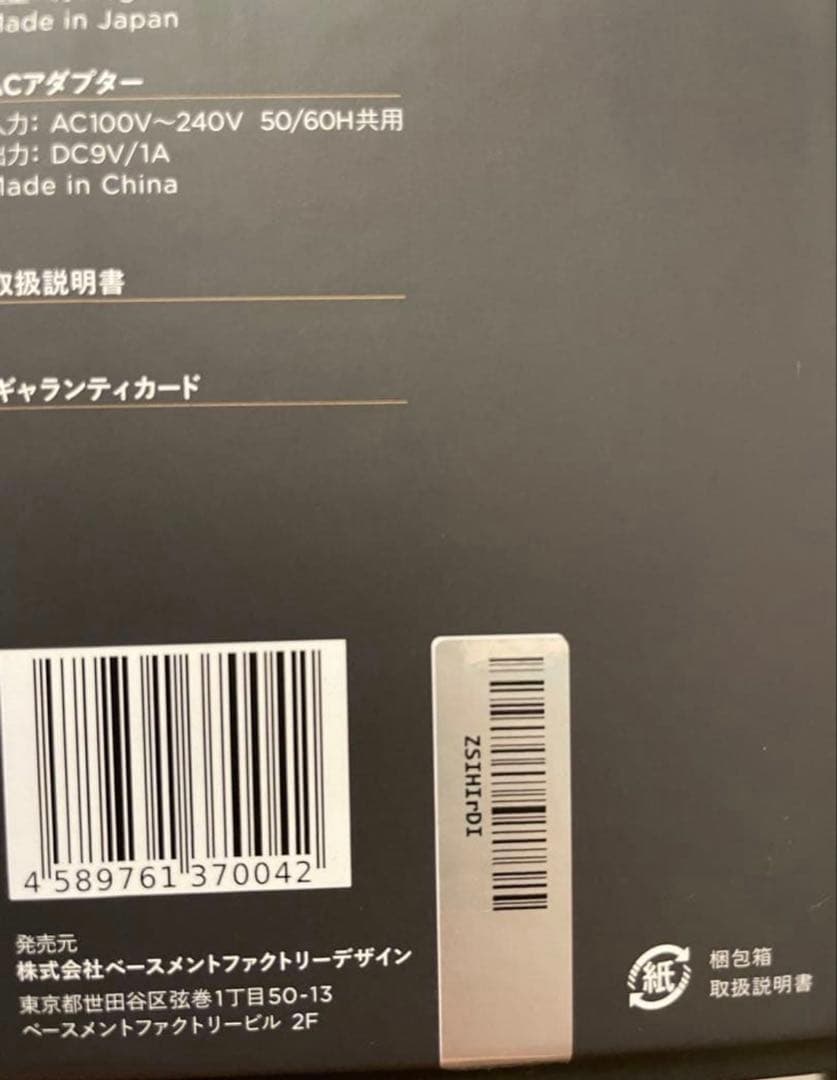 Made in Japan
ACアダプター
入力: AC100V～240V 50/60H共用
出力: DC9V/1A
Made in China
取扱説明書
ギャランティカード
4 589761 370042
ZSIHIrDI
発売元
株式会社ベースメントファクトリーデザイン
東京都世田谷区弦巻1丁目50-13
ベースメントファクトリービル 2F
紙
梱包箱
取扱説明書